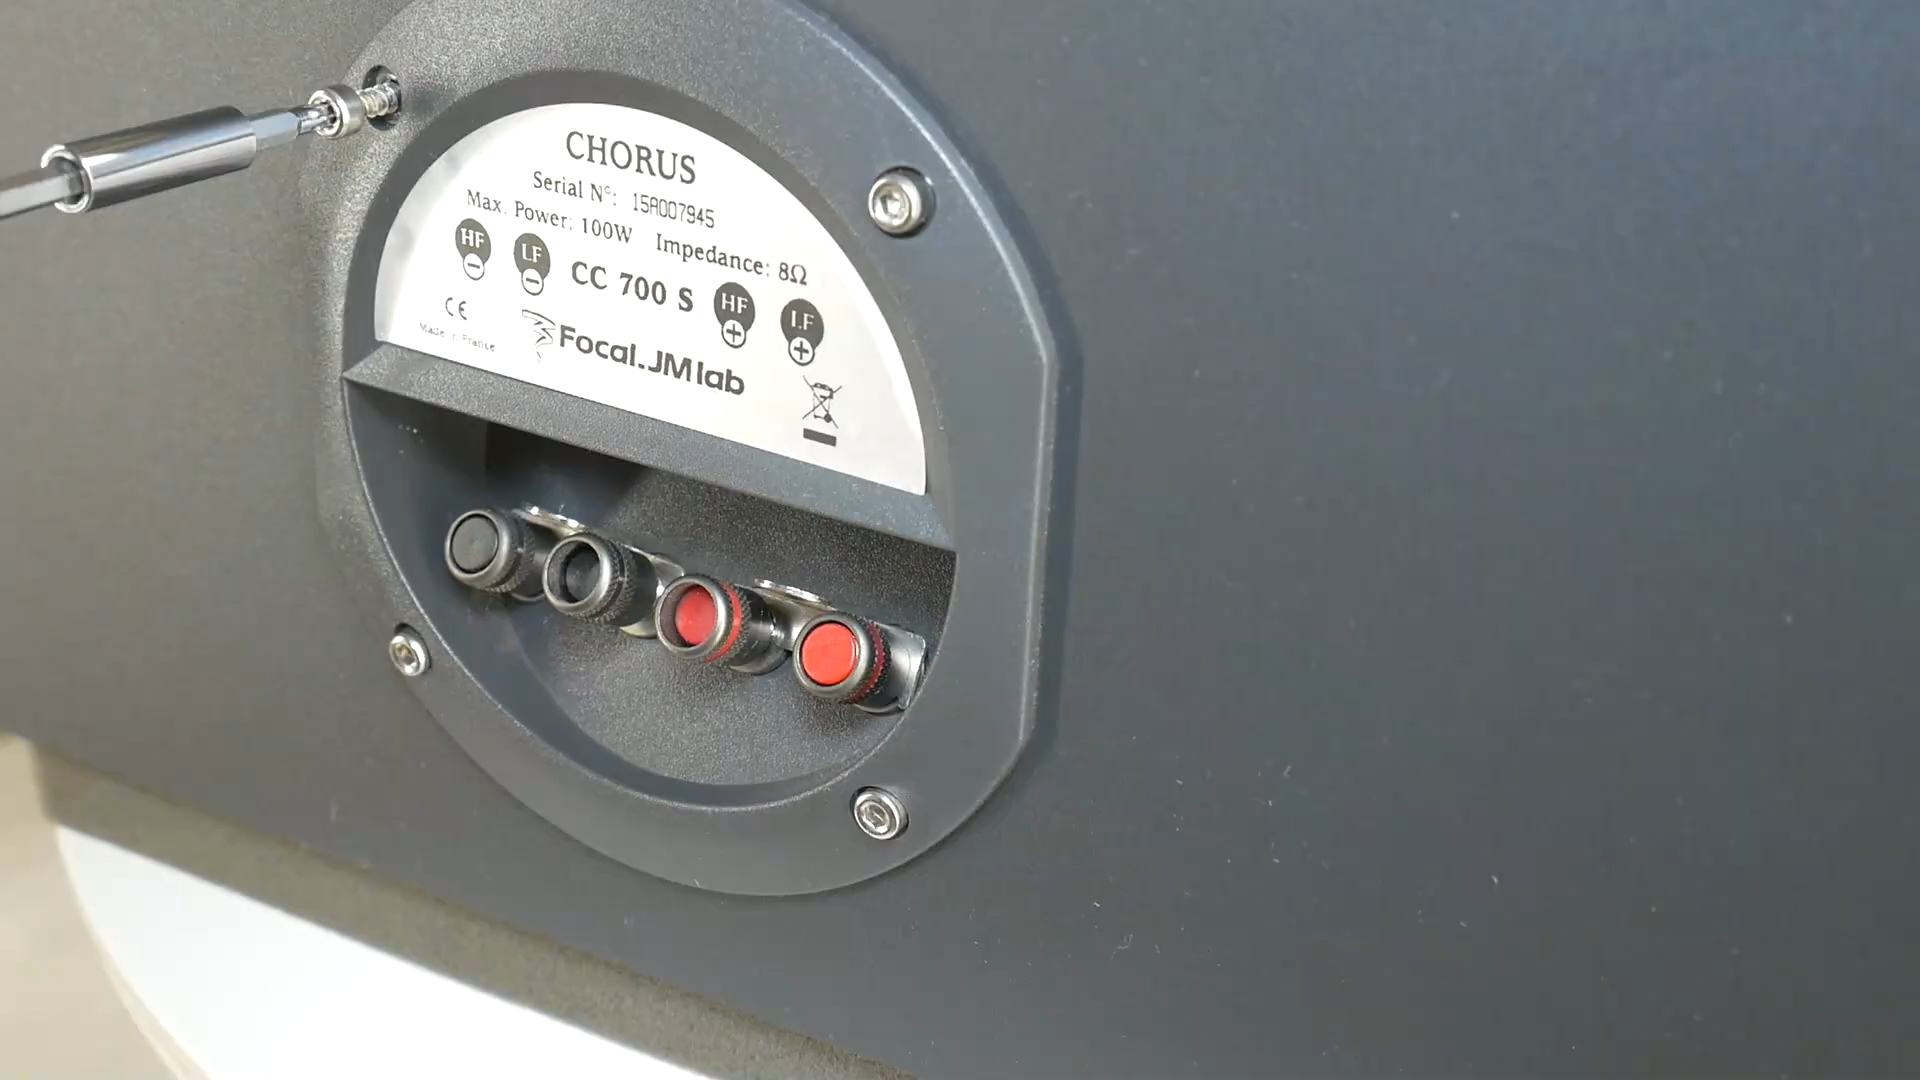 CHORUS
Serial N°: 15A007945
Max. Power: 100W Impedance: 8Ω
HF LF CC 700 S HF LF
− − + +
CE
Made in France
Focal.JMlab